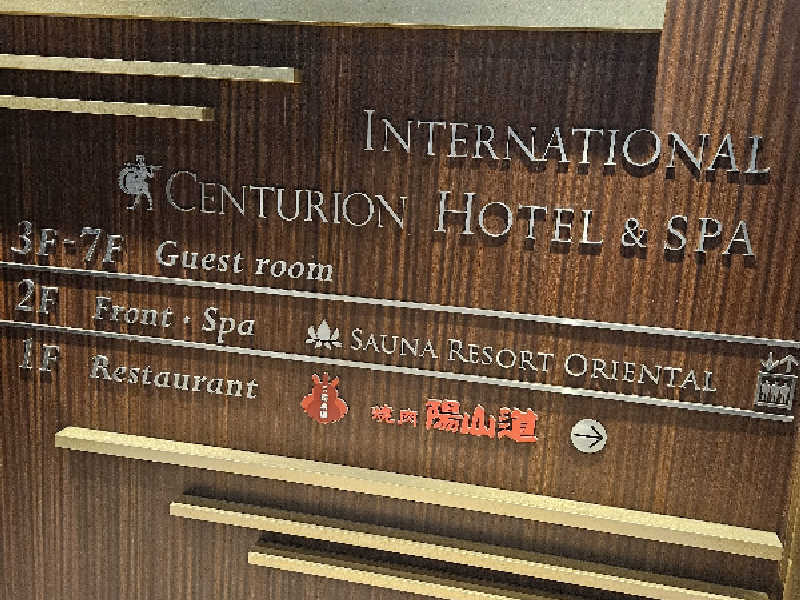 INTERNATIONAL
CENTURION HOTEL & SPA
3F-7F Guest room
2F Front・Spa SAUNA RESORT ORIENTAL
1F Restaurant 焼肉 陽山道